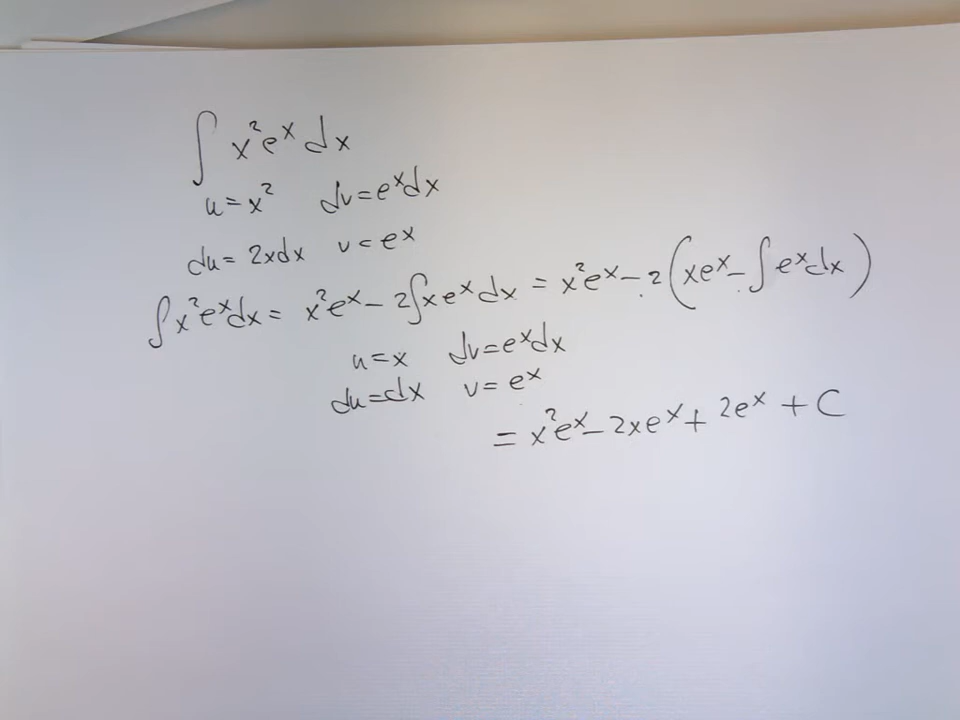 ∫ x²eˣ dx
u = x² dv = eˣdx
du = 2xdx v = eˣ
∫x²eˣdx = x²eˣ − 2∫xeˣdx = x²eˣ − 2(xeˣ − ∫eˣdx)
u = x dv = eˣdx
du = dx v = eˣ
= x²eˣ − 2xeˣ + 2eˣ + C